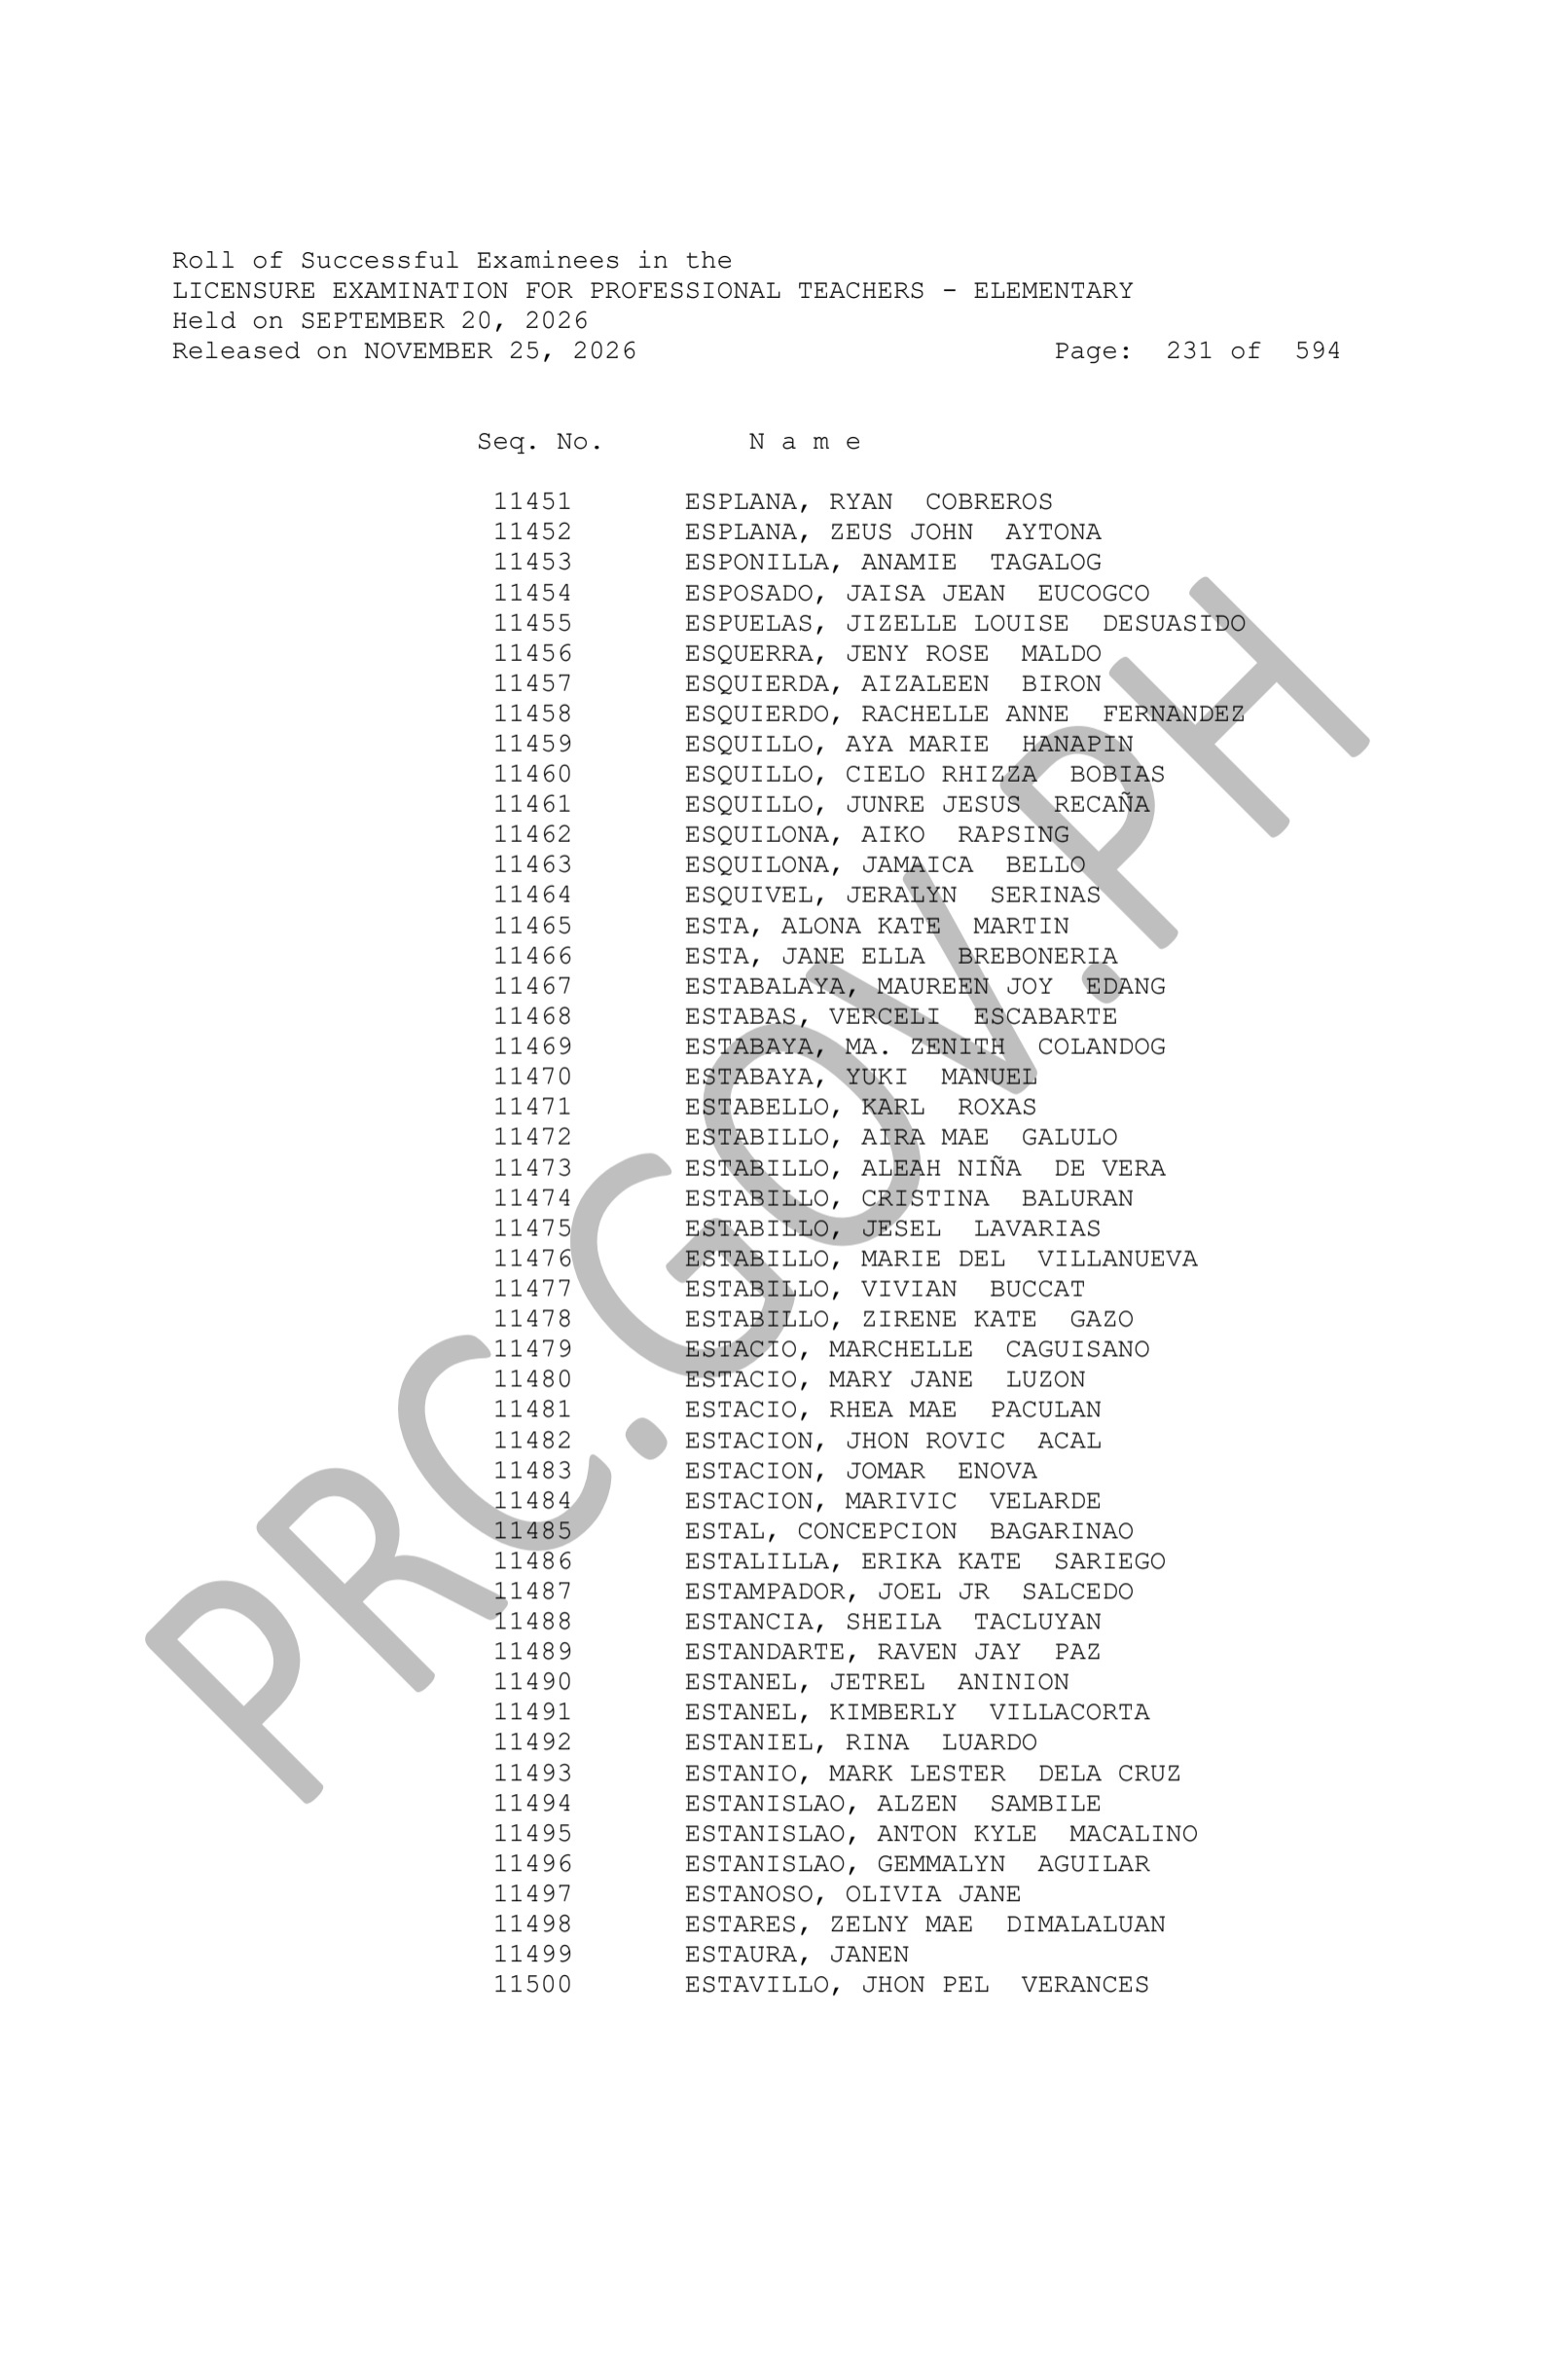 Roll of Successful Examinees in the
LICENSURE EXAMINATION FOR PROFESSIONAL TEACHERS - ELEMENTARY
Held on SEPTEMBER 20, 2026
Released on NOVEMBER 25, 2026 Page: 231 of 594
Seq. No. N a m e
11451 ESPLANA, RYAN COBREROS
11452 ESPLANA, ZEUS JOHN AYTONA
11453 ESPONILLA, ANAMIE TAGALOG
11454 ESPOSADO, JAISA JEAN EUCOGCO
11455 ESPUELAS, JIZELLE LOUISE DESUASIDO
11456 ESQUERRA, JENY ROSE MALDO
11457 ESQUIERDA, AIZALEEN BIRON
11458 ESQUIERDO, RACHELLE ANNE FERNANDEZ
11459 ESQUILLO, AYA MARIE HANAPIN
11460 ESQUILLO, CIELO RHIZZA BOBIAS
11461 ESQUILLO, JUNRE JESUS RECAÑA
11462 ESQUILONA, AIKO RAPSING
11463 ESQUILONA, JAMAICA BELLO
11464 ESQUIVEL, JERALYN SERINAS
11465 ESTA, ALONA KATE MARTIN
11466 ESTA, JANE ELLA BREBONERIA
11467 ESTABALAYA, MAUREEN JOY EDANG
11468 ESTABAS, VERCELI ESCABARTE
11469 ESTABAYA, MA. ZENITH COLANDOG
11470 ESTABAYA, YUKI MANUEL
11471 ESTABELLO, KARL ROXAS
11472 ESTABILLO, AIRA MAE GALULO
11473 ESTABILLO, ALEAH NIÑA DE VERA
11474 ESTABILLO, CRISTINA BALURAN
11475 ESTABILLO, JESEL LAVARIAS
11476 ESTABILLO, MARIE DEL VILLANUEVA
11477 ESTABILLO, VIVIAN BUCCAT
11478 ESTABILLO, ZIRENE KATE GAZO
11479 ESTACIO, MARCHELLE CAGUISANO
11480 ESTACIO, MARY JANE LUZON
11481 ESTACIO, RHEA MAE PACULAN
11482 ESTACION, JHON ROVIC ACAL
11483 ESTACION, JOMAR ENOVA
11484 ESTACION, MARIVIC VELARDE
11485 ESTAL, CONCEPCION BAGARINAO
11486 ESTALILLA, ERIKA KATE SARIEGO
11487 ESTAMPADOR, JOEL JR SALCEDO
11488 ESTANCIA, SHEILA TACLUYAN
11489 ESTANDARTE, RAVEN JAY PAZ
11490 ESTANEL, JETREL ANINION
11491 ESTANEL, KIMBERLY VILLACORTA
11492 ESTANIEL, RINA LUARDO
11493 ESTANIO, MARK LESTER DELA CRUZ
11494 ESTANISLAO, ALZEN SAMBILE
11495 ESTANISLAO, ANTON KYLE MACALINO
11496 ESTANISLAO, GEMMALYN AGUILAR
11497 ESTANOSO, OLIVIA JANE
11498 ESTARES, ZELNY MAE DIMALALUAN
11499 ESTAURA, JANEN
11500 ESTAVILLO, JHON PEL VERANCES
PRC.GOV.PH